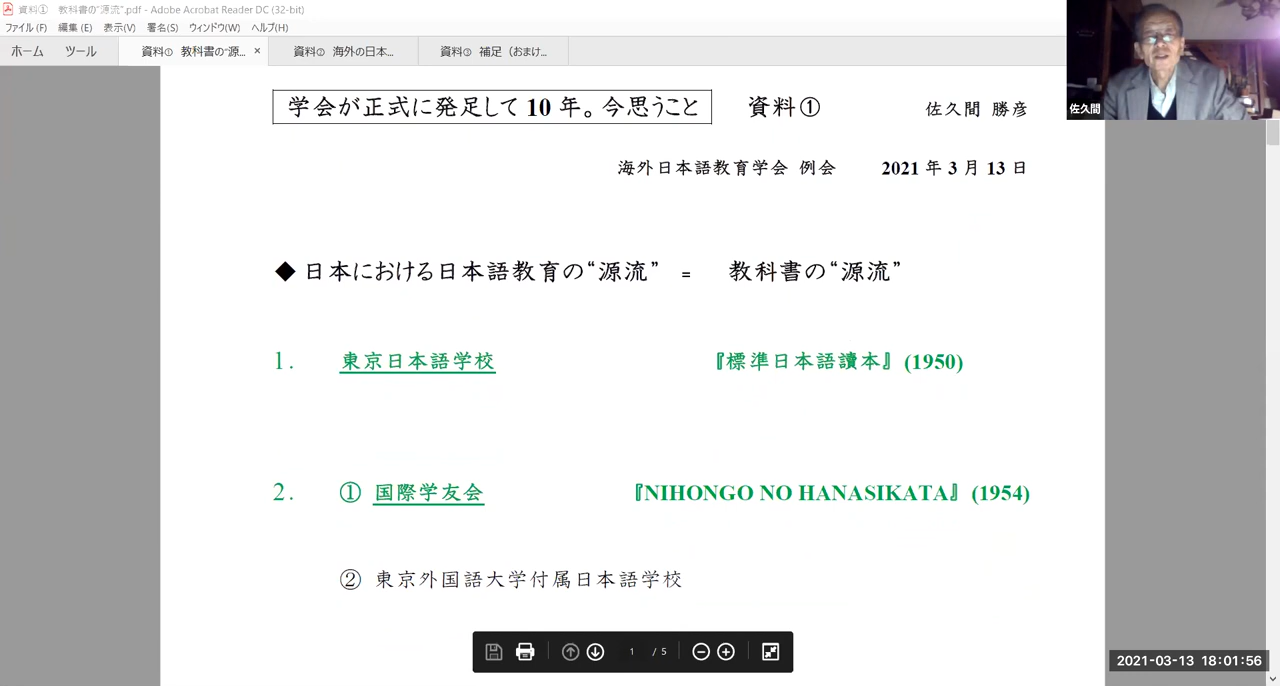 資料① 教科書の"源流".pdf - Adobe Acrobat Reader DC (32-bit)
ファイル(F) 編集(E) 表示(V) 署名(S) ウィンドウ(W) ヘルプ(H)
ホーム ツール 資料① 教科書の"源... × 資料② 海外の日本... 資料③ 補足（おまけ...
学会が正式に発足して 10 年。今思うこと 資料① 佐久間 勝彦
佐久間
海外日本語教育学会 例会 2021 年 3 月 13 日
◆ 日本における日本語教育の“源流” = 教科書の“源流”
1. 東京日本語学校 『標準日本語讀本』(1950)
2. ① 国際学友会 『NIHONGO NO HANASIKATA』(1954)
② 東京外国語大学付属日本語学校
1 / 5
2021-03-13 18:01:56